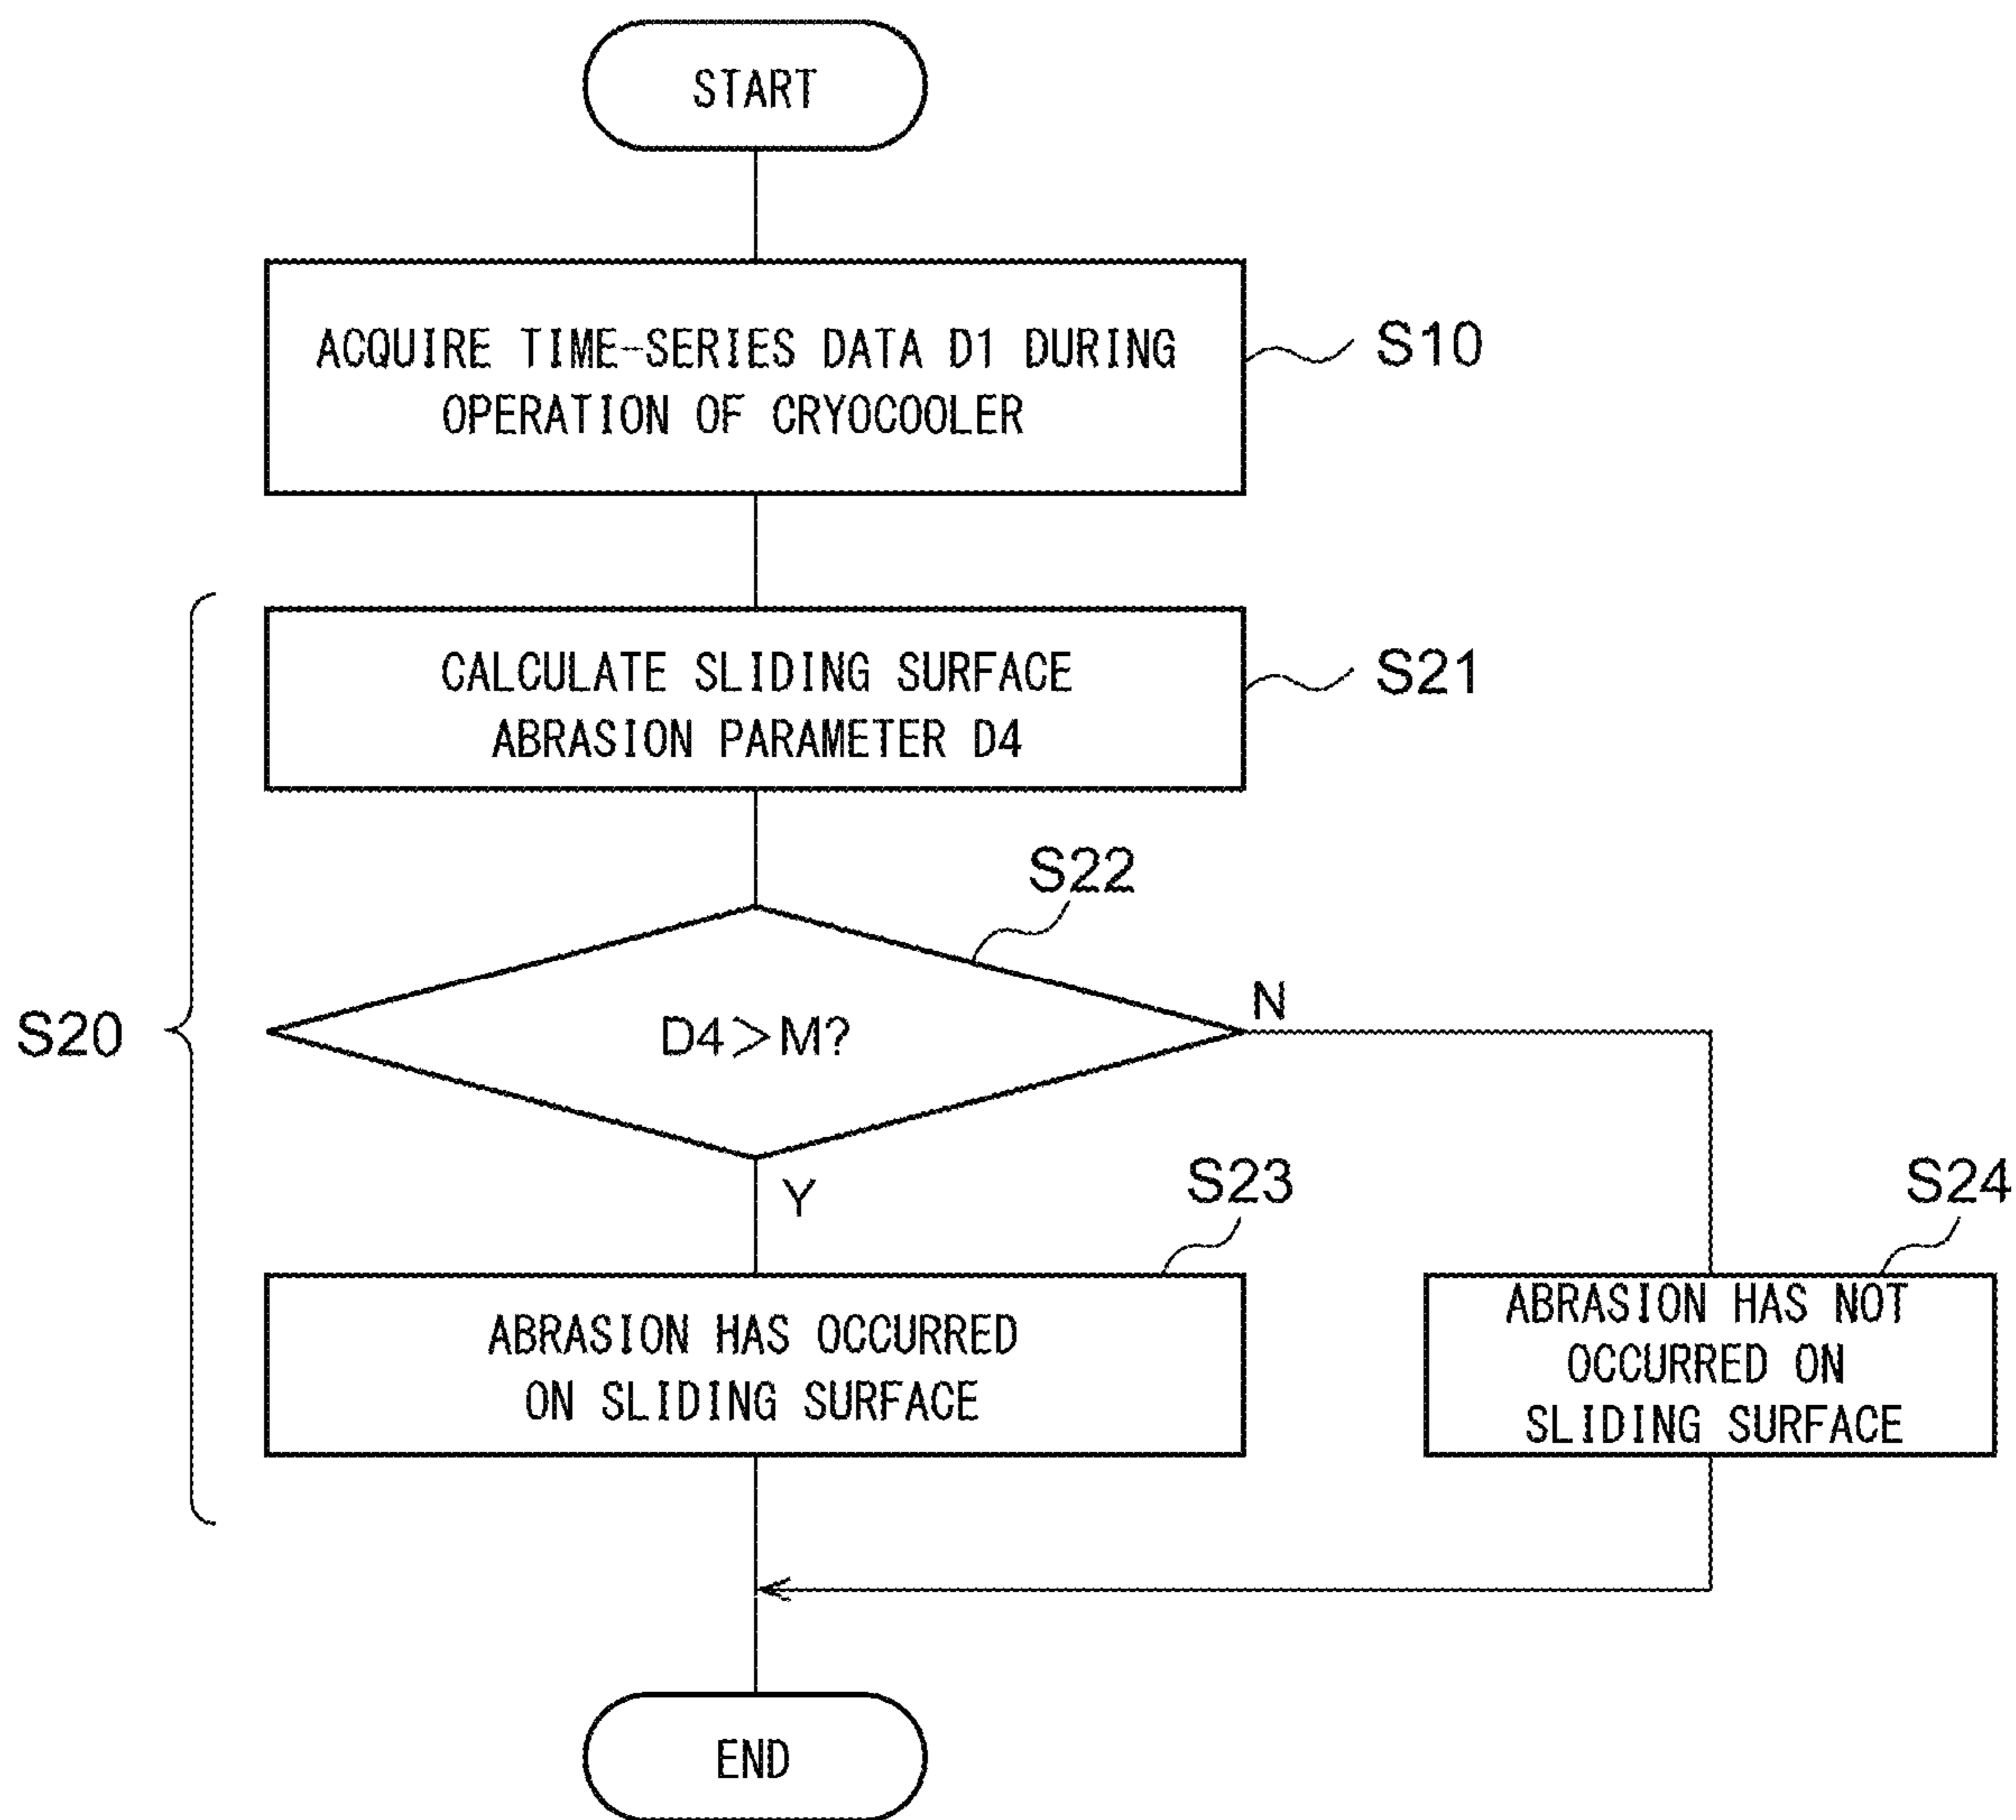 START
ACQUIRE TIME-SERIES DATA D1 DURING
OPERATION OF CRYOCOOLER
S10
CALCULATE SLIDING SURFACE
ABRASION PARAMETER D4
S21
S20
S22
D4>M?
N
Y
S23
ABRASION HAS OCCURRED
ON SLIDING SURFACE
S24
ABRASION HAS NOT
OCCURRED ON
SLIDING SURFACE
END